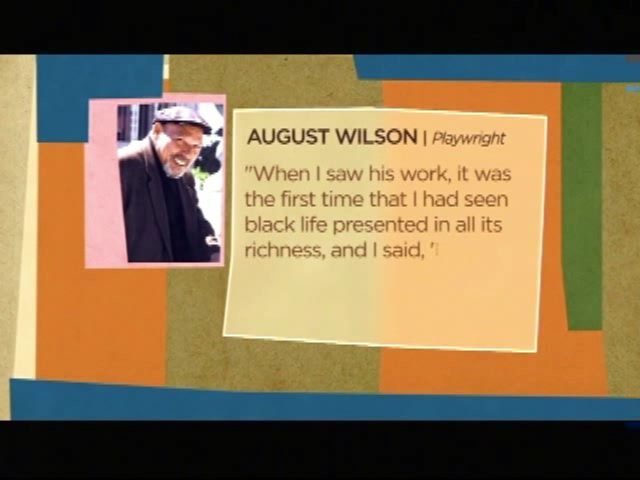 AUGUST WILSON | Playwright
"When I saw his work, it was
the first time that I had seen
black life presented in all its
richness, and I said, '